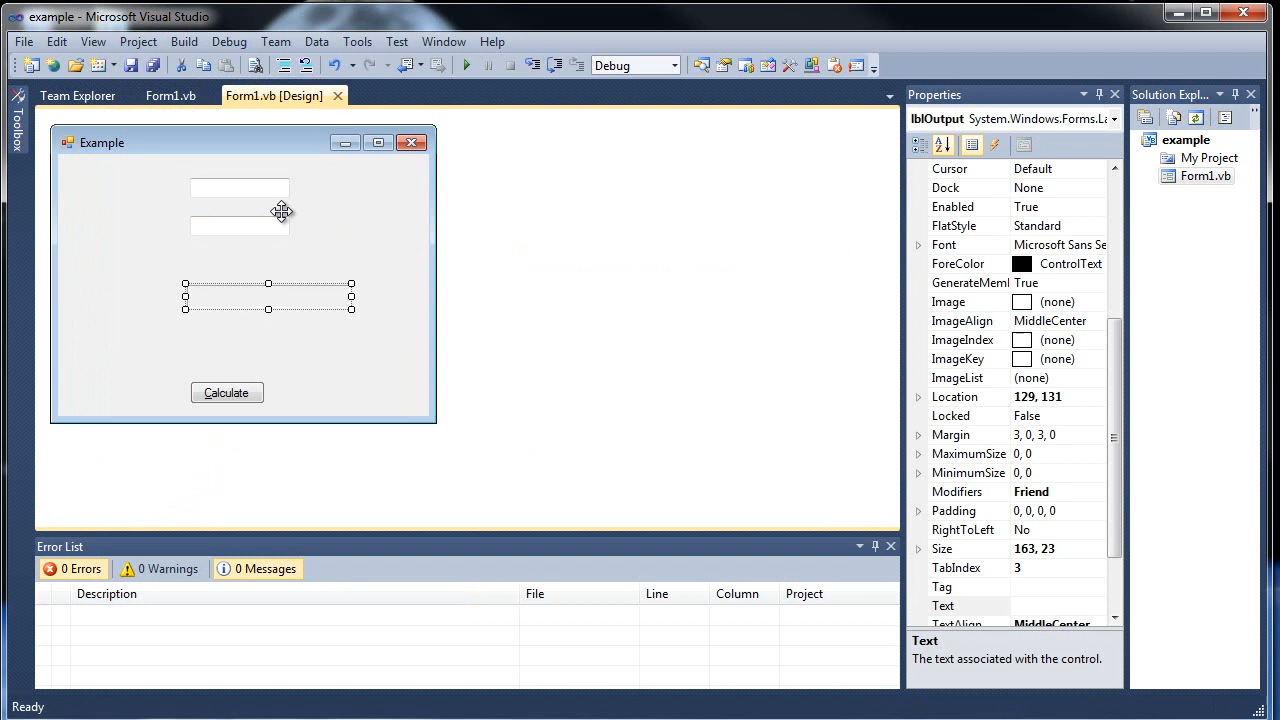 example - Microsoft Visual Studio
File Edit View Project Build Debug Team Data Tools Test Window Help
Debug
Team Explorer Form1.vb Form1.vb [Design]
Toolbox
Example
Calculate
Error List
0 Errors 0 Warnings 0 Messages
Description File Line Column Project
Properties
lblOutput System.Windows.Forms.La
Cursor Default
Dock None
Enabled True
FlatStyle Standard
Font Microsoft Sans Se
ForeColor ControlText
GenerateMeml True
Image (none)
ImageAlign MiddleCenter
ImageIndex (none)
ImageKey (none)
ImageList (none)
Location 129, 131
Locked False
Margin 3, 0, 3, 0
MaximumSize 0, 0
MinimumSize 0, 0
Modifiers Friend
Padding 0, 0, 0, 0
RightToLeft No
Size 163, 23
TabIndex 3
Tag
Text
TextAlign MiddleCenter
Text
The text associated with the control.
Solution Expl...
example
My Project
Form1.vb
Ready